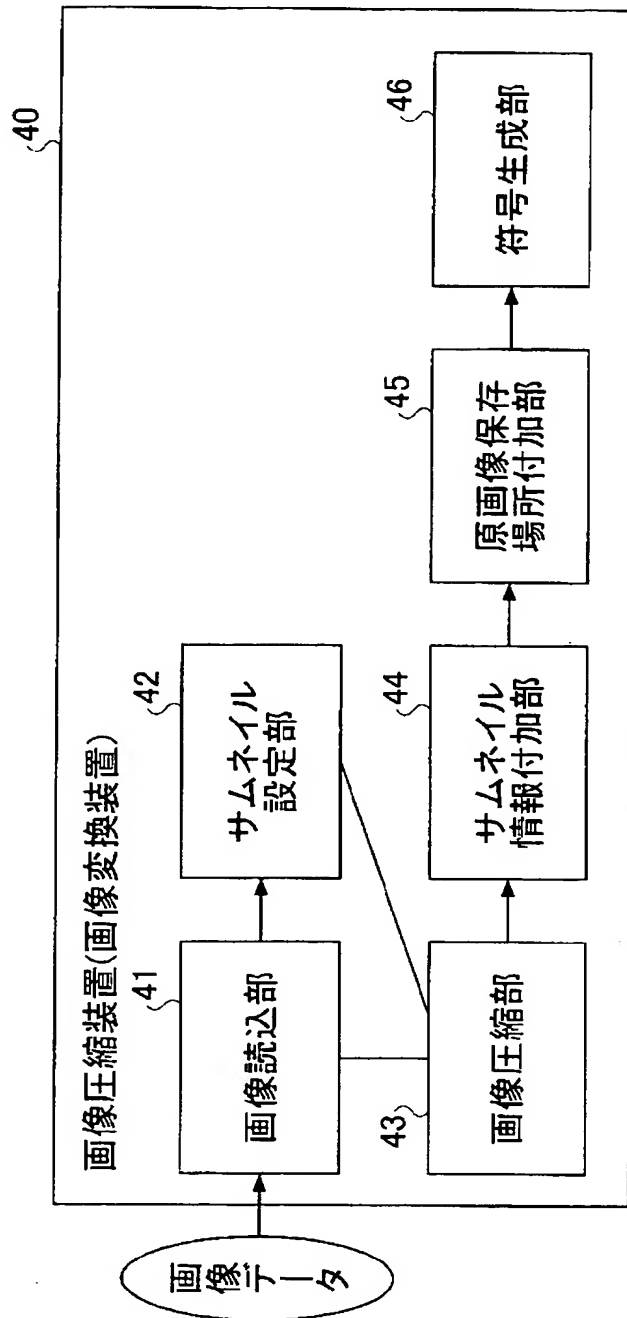 40
画像圧縮装置(画像変換装置)
画像
データ
41
画像読込部
42
サムネイル
設定部
43
画像圧縮部
44
サムネイル
情報付加部
45
原画像保存
場所付加部
46
符号生成部